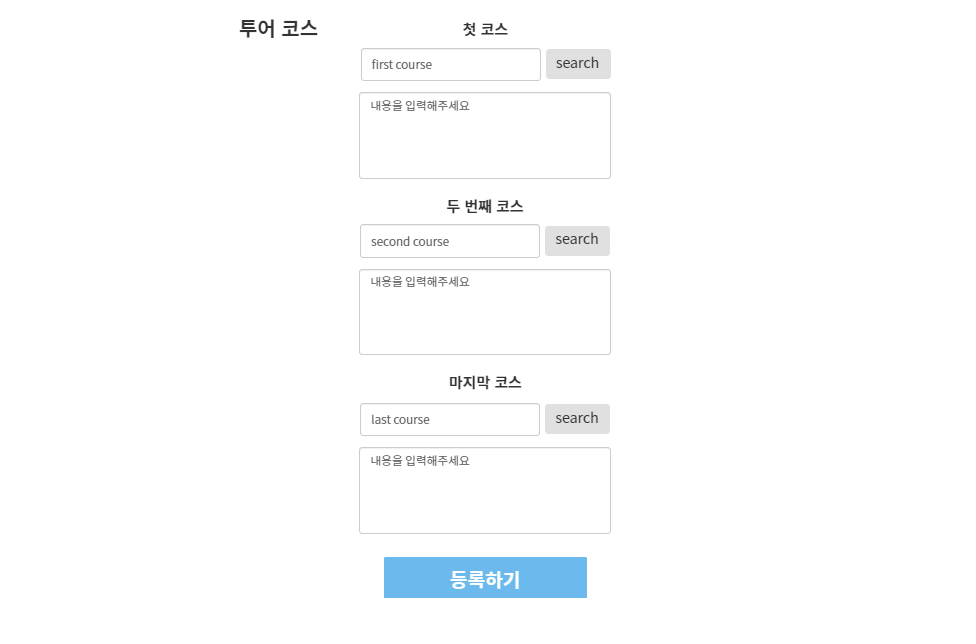 투어 코스
첫 코스
first course
search
내용을 입력해주세요
두 번째 코스
second course
search
내용을 입력해주세요
마지막 코스
last course
search
내용을 입력해주세요
등록하기